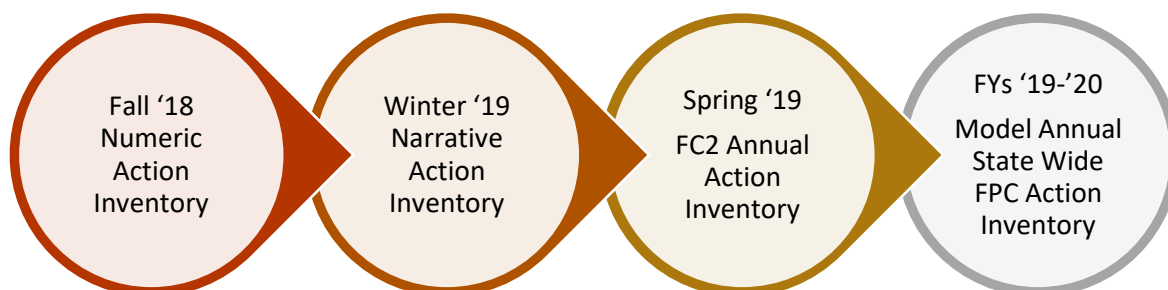 Fall ‘18
Numeric
Action
Inventory
Winter ‘19
Narrative
Action
Inventory
Spring ‘19
FC2 Annual
Action
Inventory
FYs ‘19-’20
Model Annual
State Wide
FPC Action
Inventory